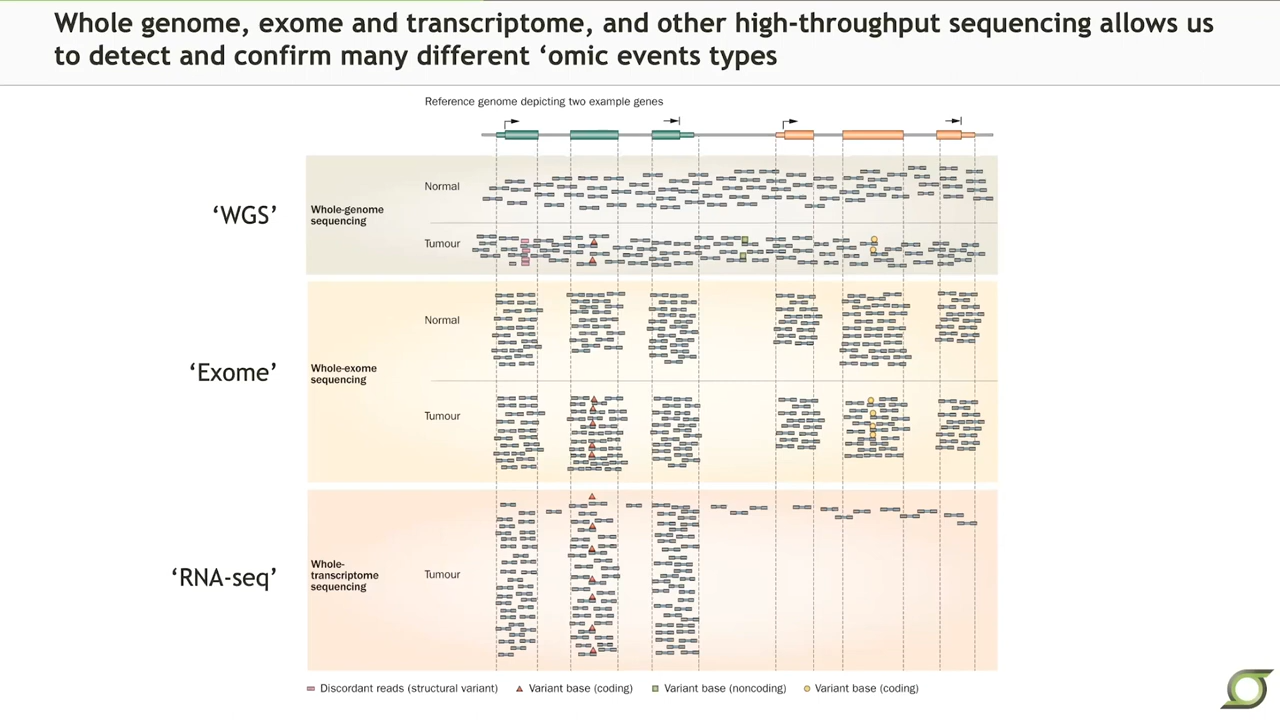 Whole genome, exome and transcriptome, and other high-throughput sequencing allows us
to detect and confirm many different ‘omic events types
Reference genome depicting two example genes
‘WGS’
Whole-genome
sequencing
Normal
Tumour
‘Exome’
Whole-exome
sequencing
Normal
Tumour
‘RNA-seq’
Whole-
transcriptome
sequencing
Tumour
Discordant reads (structural variant)
Variant base (coding)
Variant base (noncoding)
Variant base (coding)